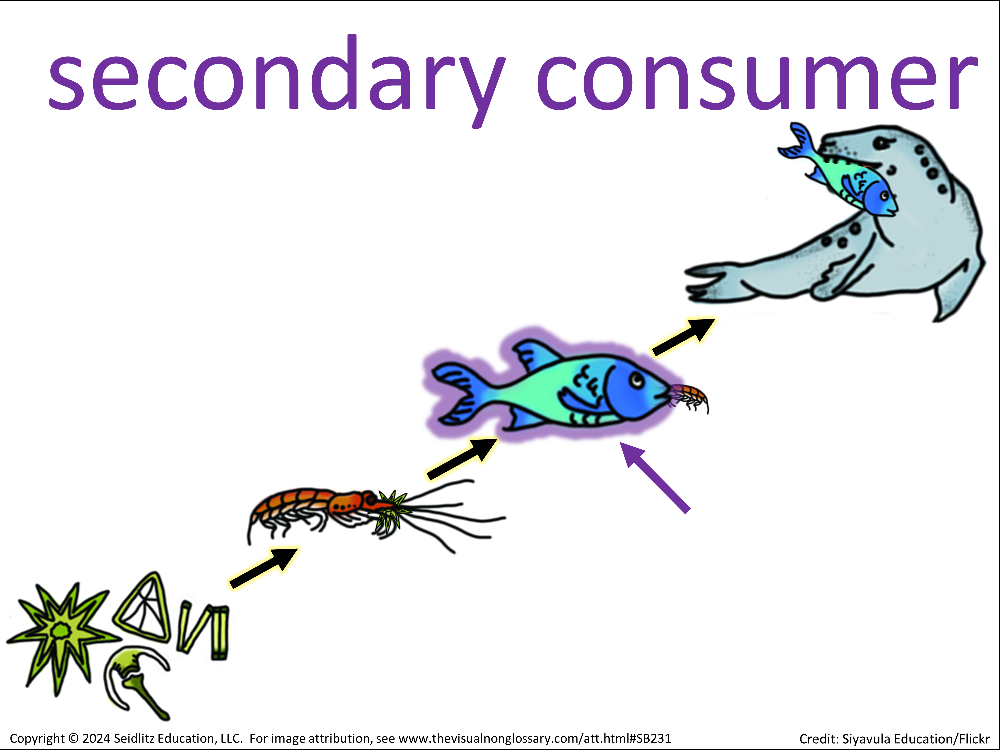 secondary consumer
Copyright © 2024 Seidlitz Education, LLC.  For image attribution, see www.thevisualnonglossary.com/att.html#SB231
Credit: Siyavula Education/Flickr